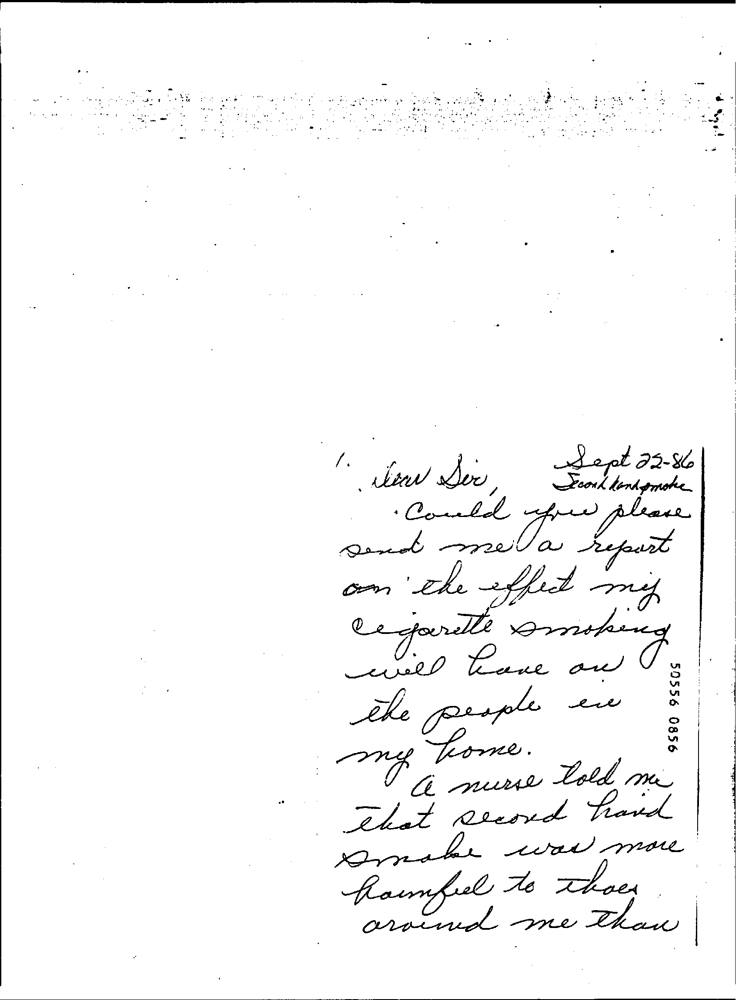 Sept 22-86
1. Dear Sir, Second hand smoke
Could you please
send me a report
on the effect my
cigarette smoking
will have on
the people in
my home.
A nurse told me
that second hand
smoke was more
harmful to thoes
around me than
50556 0856